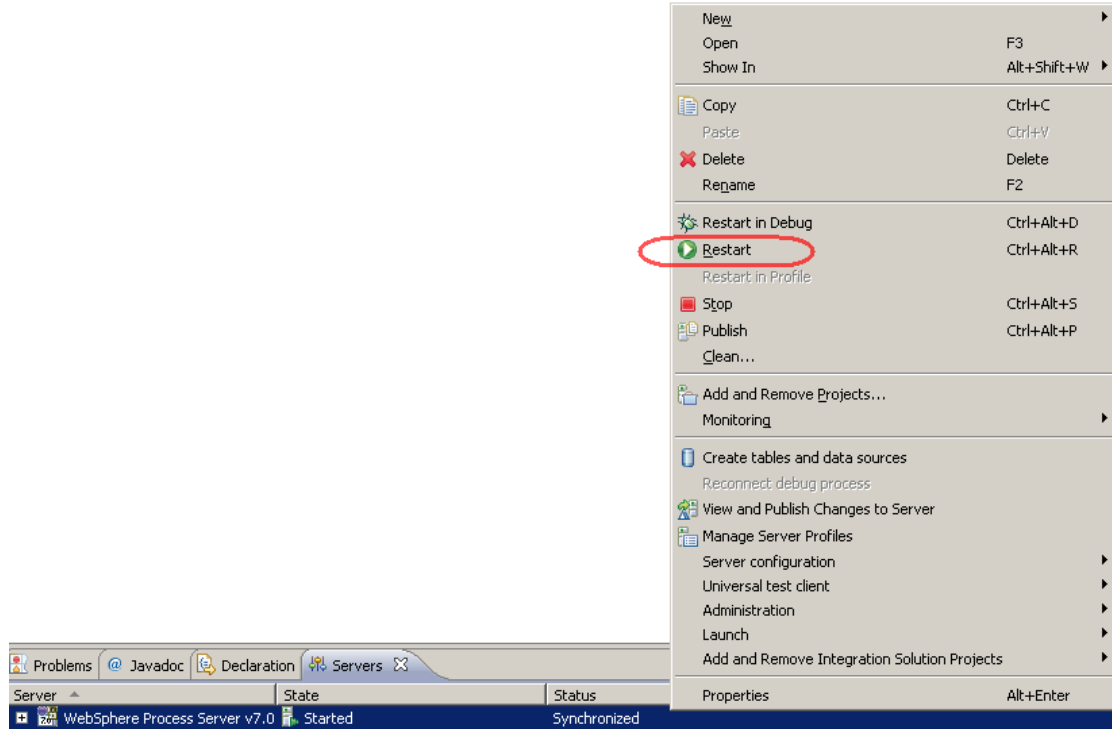 New
Open F3
Show In Alt+Shift+W
Copy Ctrl+C
Paste Ctrl+V
Delete Delete
Rename F2
Restart in Debug Ctrl+Alt+D
Restart Ctrl+Alt+R
Restart in Profile
Stop Ctrl+Alt+S
Publish Ctrl+Alt+P
Clean...
Add and Remove Projects...
Monitoring
Create tables and data sources
Reconnect debug process
View and Publish Changes to Server
Manage Server Profiles
Server configuration
Universal test client
Administration
Launch
Add and Remove Integration Solution Projects
Properties Alt+Enter
Problems @ Javadoc Declaration Servers
Server State Status
WebSphere Process Server v7.0 Started Synchronized